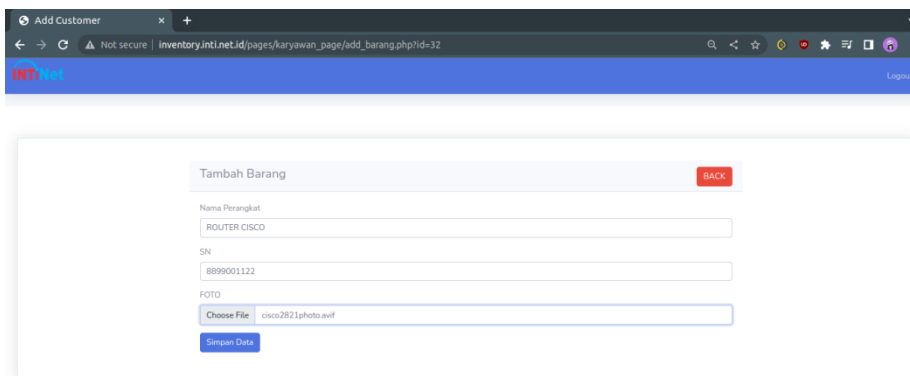 Add Customer
Not secure | inventory.inti.net.id/pages/karyawan_page/add_barang.php?id=32
INTiNet
Logou
Tambah Barang
BACK
Nama Perangkat
ROUTER CISCO
SN
8899001122
FOTO
Choose File cisco2821photo.avif
Simpan Data